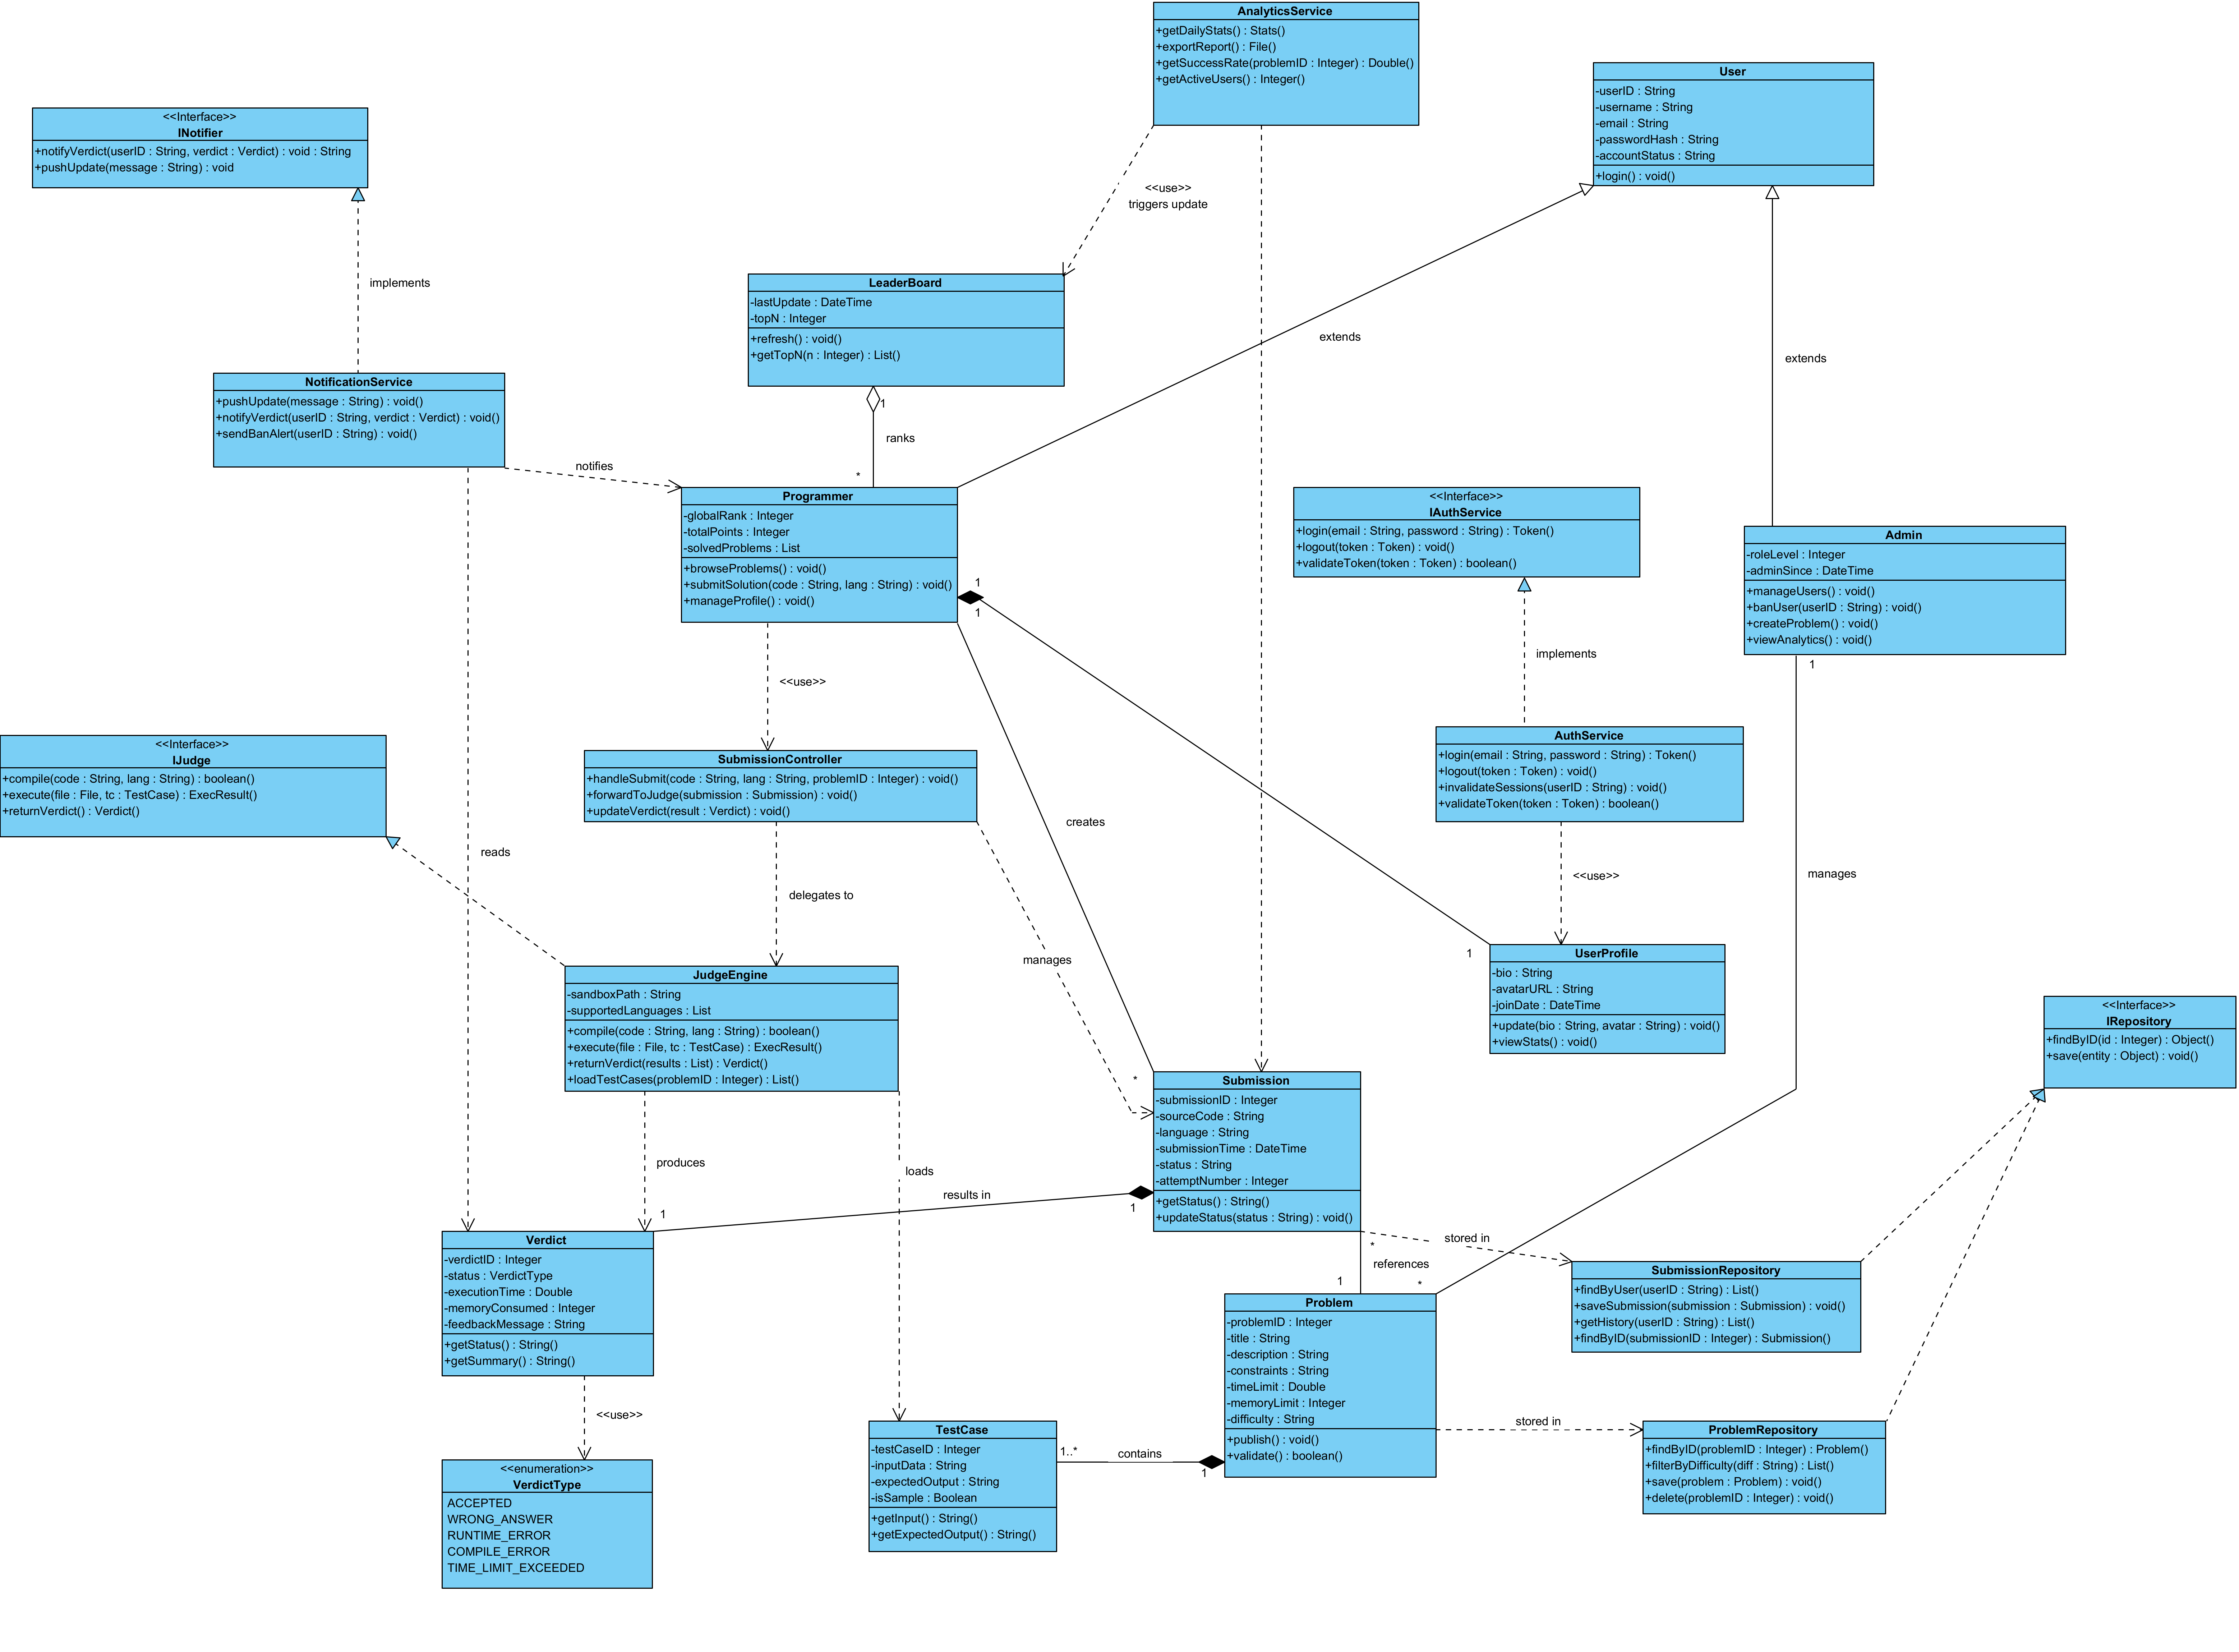 AnalyticsService
+getDailyStats() : Stats()
+exportReport() : File()
+getSuccessRate(problemID : Integer) : Double()
+getActiveUsers() : Integer()
User
-userID : String
-username : String
-email : String
-passwordHash : String
-accountStatus : String
+login() : void()
<<Interface>>
INotifier
+notifyVerdict(userID : String, verdict : Verdict) : void : String
+pushUpdate(message : String) : void
<<use>>
triggers update
implements
LeaderBoard
-lastUpdate : DateTime
-topN : Integer
+refresh() : void()
+getTopN(n : Integer) : List()
extends
extends
NotificationService
+pushUpdate(message : String) : void()
+notifyVerdict(userID : String, verdict : Verdict) : void()
+sendBanAlert(userID : String) : void()
1
ranks
*
notifies
Programmer
-globalRank : Integer
-totalPoints : Integer
-solvedProblems : List
+browseProblems() : void()
+submitSolution(code : String, lang : String) : void()
+manageProfile() : void()
1
1
<<Interface>>
IAuthService
+login(email : String, password : String) : Token()
+logout(token : Token) : void()
+validateToken(token : Token) : boolean()
Admin
-roleLevel : Integer
-adminSince : DateTime
+manageUsers() : void()
+banUser(userID : String) : void()
+createProblem() : void()
+viewAnalytics() : void()
1
implements
<<use>>
<<Interface>>
IJudge
+compile(code : String, lang : String) : boolean()
+execute(file : File, tc : TestCase) : ExecResult()
+returnVerdict() : Verdict()
SubmissionController
+handleSubmit(code : String, lang : String, problemID : Integer) : void()
+forwardToJudge(submission : Submission) : void()
+updateVerdict(result : Verdict) : void()
AuthService
+login(email : String, password : String) : Token()
+logout(token : Token) : void()
+invalidateSessions(userID : String) : void()
+validateToken(token : Token) : boolean()
creates
reads
delegates to
<<use>>
manages
manages
1
JudgeEngine
-sandboxPath : String
-supportedLanguages : List
+compile(code : String, lang : String) : boolean()
+execute(file : File, tc : TestCase) : ExecResult()
+returnVerdict(results : List) : Verdict()
+loadTestCases(problemID : Integer) : List()
UserProfile
-bio : String
-avatarURL : String
-joinDate : DateTime
+update(bio : String, avatar : String) : void()
+viewStats() : void()
<<Interface>>
IRepository
+findByID(id : Integer) : Object()
+save(entity : Object) : void()
*
Submission
-submissionID : Integer
-sourceCode : String
-language : String
-submissionTime : DateTime
-status : String
-attemptNumber : Integer
+getStatus() : String()
+updateStatus(status : String) : void()
produces
loads
results in
1
1
Verdict
-verdictID : Integer
-status : VerdictType
-executionTime : Double
-memoryConsumed : Integer
-feedbackMessage : String
+getStatus() : String()
+getSummary() : String()
*
references
1
*
stored in
SubmissionRepository
+findByUser(userID : String) : List()
+saveSubmission(submission : Submission) : void()
+getHistory(userID : String) : List()
+findByID(submissionID : Integer) : Submission()
Problem
-problemID : Integer
-title : String
-description : String
-constraints : String
-timeLimit : Double
-memoryLimit : Integer
-difficulty : String
+publish() : void()
+validate() : boolean()
<<use>>
stored in
TestCase
-testCaseID : Integer
-inputData : String
-expectedOutput : String
-isSample : Boolean
+getInput() : String()
+getExpectedOutput() : String()
1..*
contains
1
ProblemRepository
+findByID(problemID : Integer) : Problem()
+filterByDifficulty(diff : String) : List()
+save(problem : Problem) : void()
+delete(problemID : Integer) : void()
<<enumeration>>
VerdictType
ACCEPTED
WRONG_ANSWER
RUNTIME_ERROR
COMPILE_ERROR
TIME_LIMIT_EXCEEDED